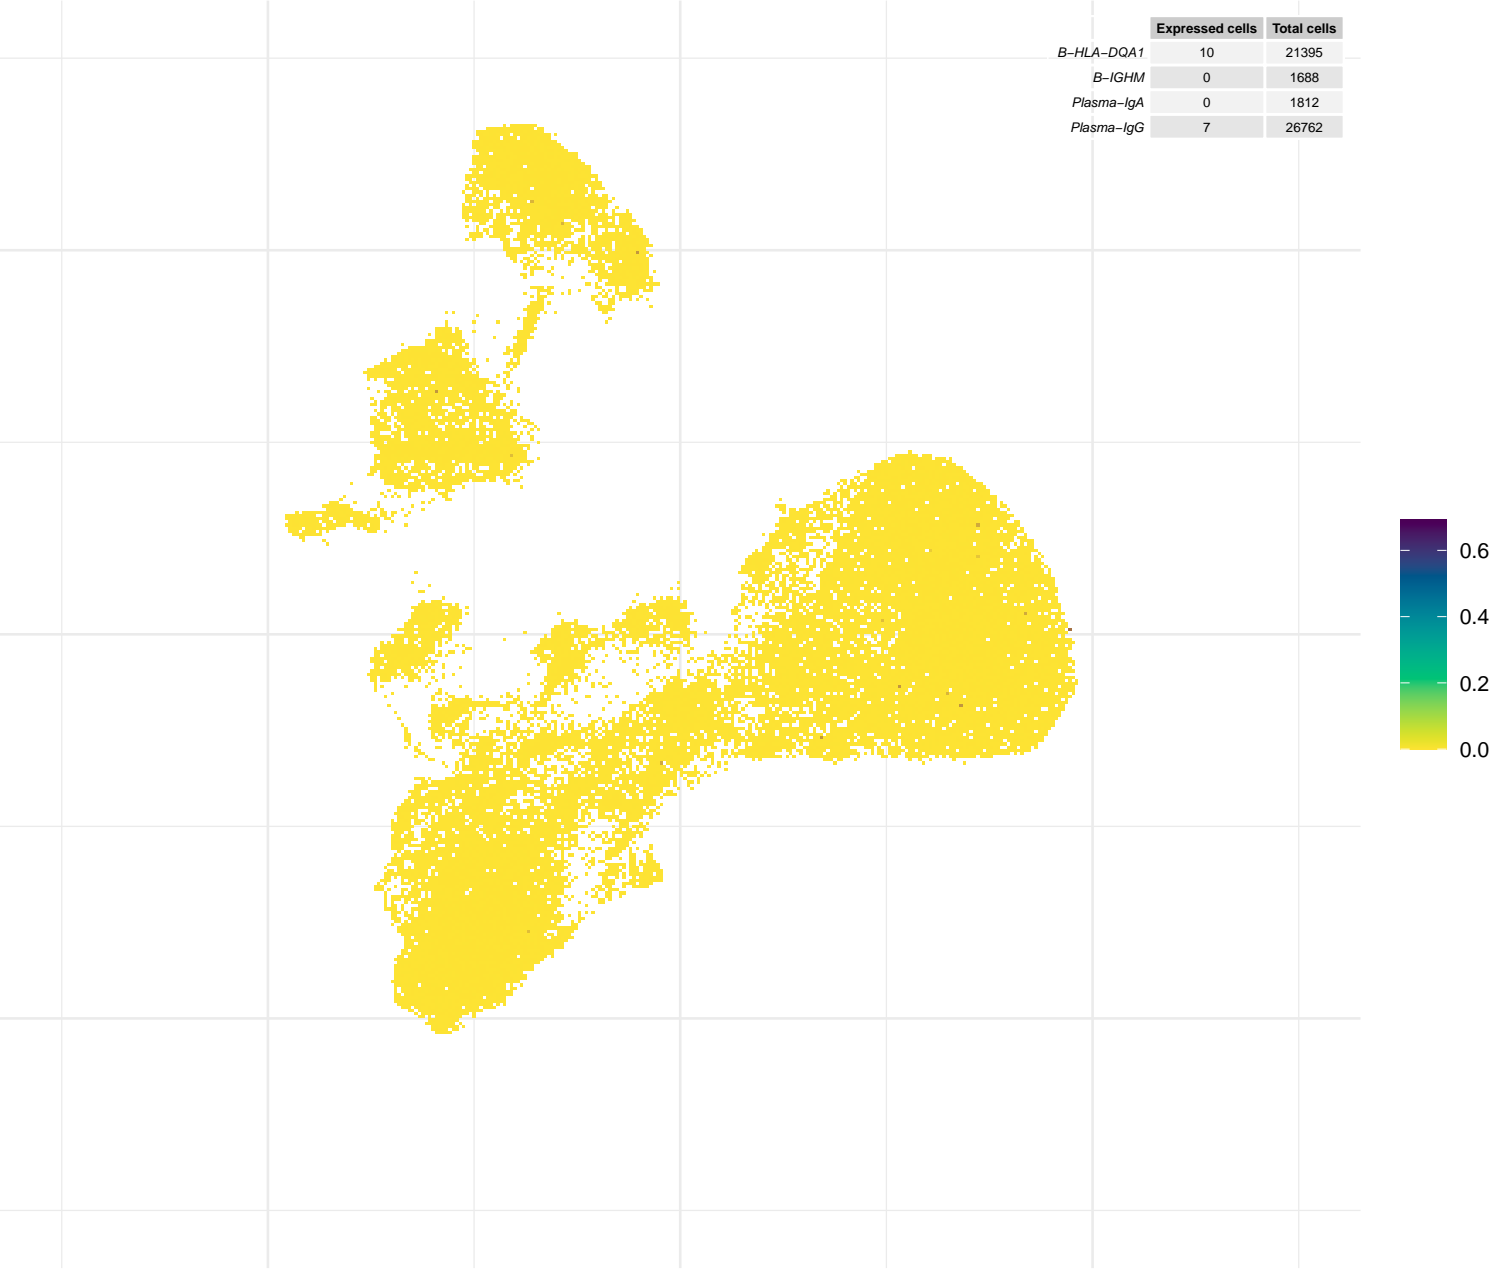 Expressed cells Total cells
B−HLA−DQA1 10 21395
B−IGHM 0 1688
Plasma−IgA 0 1812
Plasma−IgG 7 26762
0.6
0.4
0.2
0.0